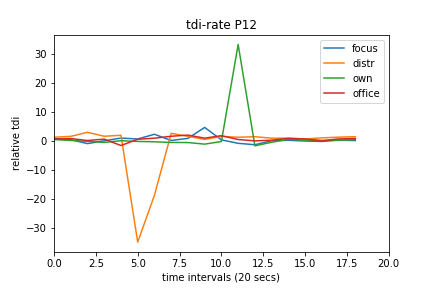 tdi-rate P12
focus
distr
own
office
relative tdi
30
20
10
0
−10
−20
−30
0.0 2.5 5.0 7.5 10.0 12.5 15.0 17.5 20.0
time intervals (20 secs)